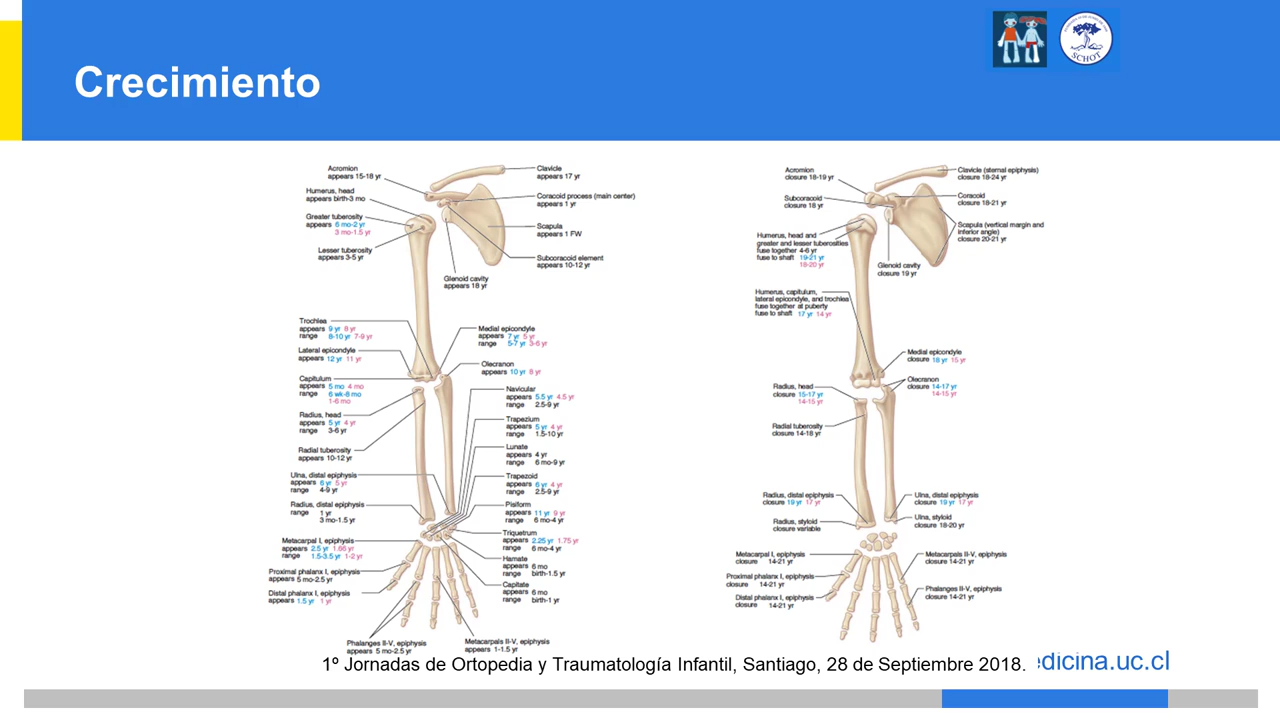 Crecimiento
SCHOT
Acromion
appears 15-18 yr
Humerus, head
appears birth-3 mo
Greater tuberosity
appears 6 mo-2 yr
3 mo-1.5 yr
Lesser tuberosity
appears 3-5 yr
Clavicle
appears 17 yr
Coracoid process (main center)
appears 1 yr
Scapula
appears 1 FW
Subcoracoid element
appears 10-12 yr
Glenoid cavity
appears 18 yr
Trochlea
appears 9 yr 8 yr
range 8-10 yr 7-9 yr
Lateral epicondyle
appears 12 yr 11 yr
Capitulum
appears 5 mo 4 mo
range 6 wk-8 mo
1-6 mo
Radius, head
appears 5 yr 4 yr
range 3-6 yr
Radial tuberosity
appears 10-12 yr
Ulna, distal epiphysis
appears 6 yr 5 yr
range 4-9 yr
Radius, distal epiphysis
range 1 yr
3 mo-1.5 yr
Metacarpal I, epiphysis
appears 2.5 yr 1.66 yr
range 1.5-3.5 yr 1-2 yr
Proximal phalanx I, epiphysis
appears 5 mo-2.5 yr
Distal phalanx I, epiphysis
appears 1.5 yr 1 yr
Phalanges II-V, epiphysis
appears 5 mo-2.5 yr
Medial epicondyle
appears 7 yr 5 yr
range 5-7 yr 3-6 yr
Olecranon
appears 10 yr 8 yr
Navicular
appears 5.5 yr 4.5 yr
range 2.5-9 yr
Trapezium
appears 5 yr 4 yr
range 1.5-10 yr
Lunate
appears 4 yr
range 6 mo-9 yr
Trapezoid
appears 6 yr 4 yr
range 2.5-9 yr
Pisiform
appears 11 yr 9 yr
range 6 mo-4 yr
Triquetrum
appears 2.25 yr 1.75 yr
range 6 mo-4 yr
Hamate
appears 6 mo
range birth-1.5 yr
Capitate
appears 6 mo
range birth-1 yr
Metacarpals II-V, epiphysis
appears 1-1.5 yr
Acromion
closure 18-19 yr
Subcoracoid
closure 18 yr
Humerus, head and
greater and lesser tuberosities
fuse together 4-6 yr
fuse to shaft 19-21 yr
18-20 yr
Clavicle (sternal epiphysis)
closure 18-24 yr
Coracoid
closure 18-21 yr
Scapula (vertical margin and
inferior angle)
closure 20-21 yr
Glenoid cavity
closure 19 yr
Humerus, capitulum,
lateral epicondyle, and trochlea
fuse together at puberty
fuse to shaft 17 yr 14 yr
Medial epicondyle
closure 18 yr 15 yr
Radius, head
closure 15-17 yr
14-15 yr
Olecranon
closure 14-17 yr
14-15 yr
Radial tuberosity
closure 14-18 yr
Radius, distal epiphysis
closure 19 yr 17 yr
Radius, styloid
closure variable
Ulna, distal epiphysis
closure 19 yr 17 yr
Ulna, styloid
closure 18-20 yr
Metacarpal I, epiphysis
closure 14-21 yr
Proximal phalanx I, epiphysis
closure 14-21 yr
Distal phalanx I, epiphysis
closure 14-21 yr
Metacarpals II-V, epiphysis
closure 14-21 yr
Phalanges II-V, epiphysis
closure 14-21 yr
1º Jornadas de Ortopedia y Traumatología Infantil, Santiago, 28 de Septiembre 2018.
edicina.uc.cl